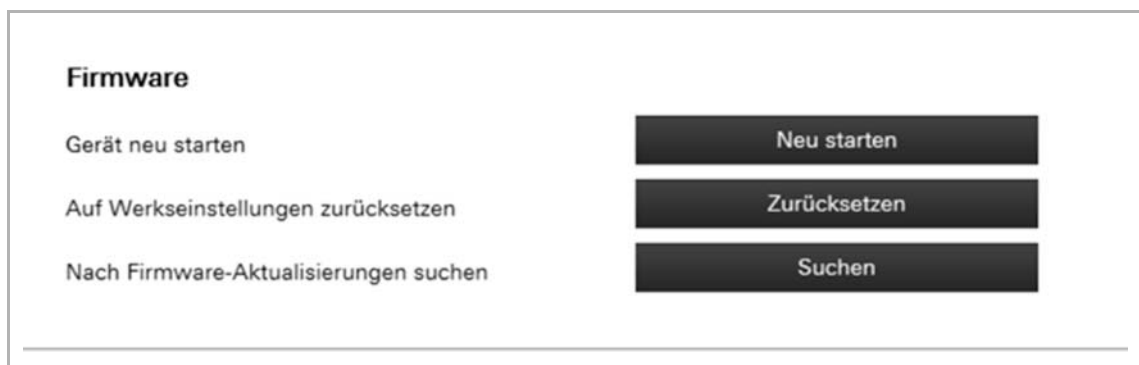 Firmware
Gerät neu starten Neu starten
Auf Werkseinstellungen zurücksetzen Zurücksetzen
Nach Firmware-Aktualisierungen suchen Suchen